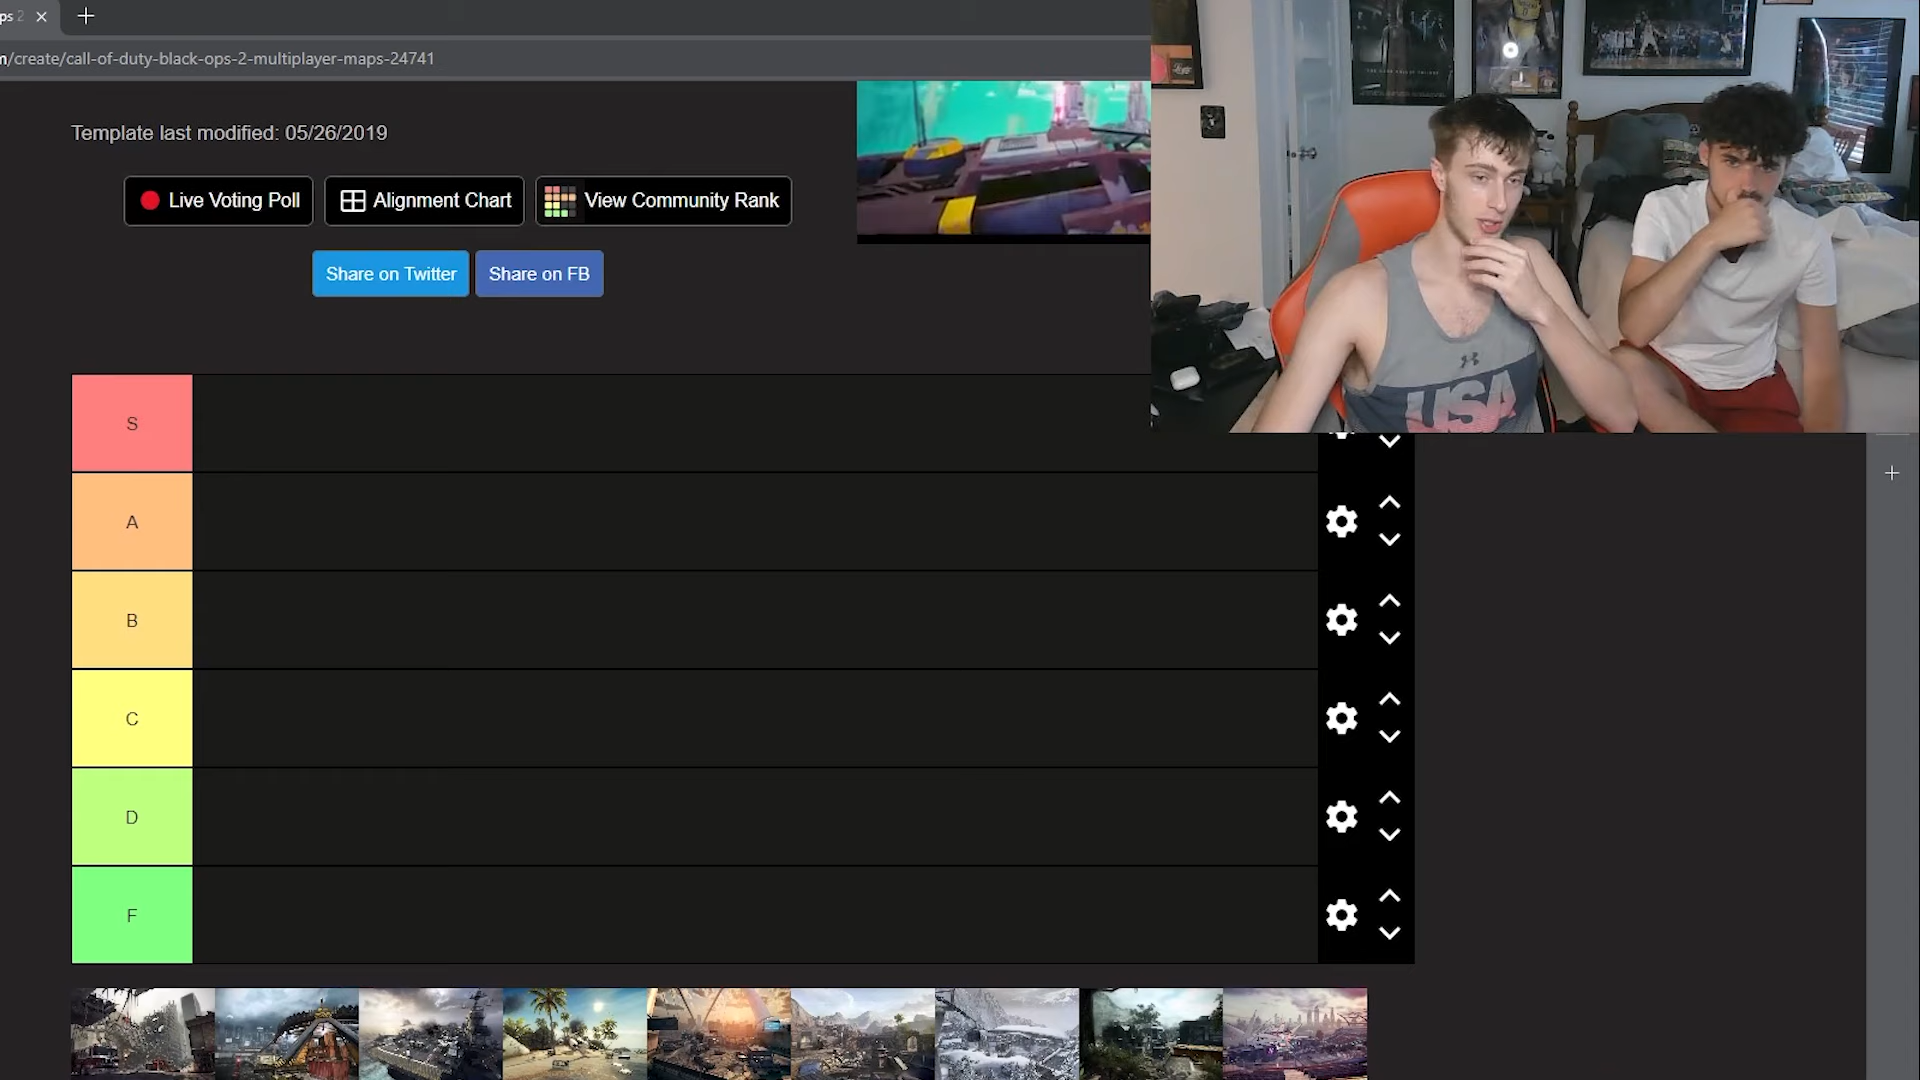 ps 2
m/create/call-of-duty-black-ops-2-multiplayer-maps-24741
Template last modified: 05/26/2019
Live Voting Poll
Alignment Chart
View Community Rank
Share on Twitter
Share on FB
S
A
B
C
D
F
USA